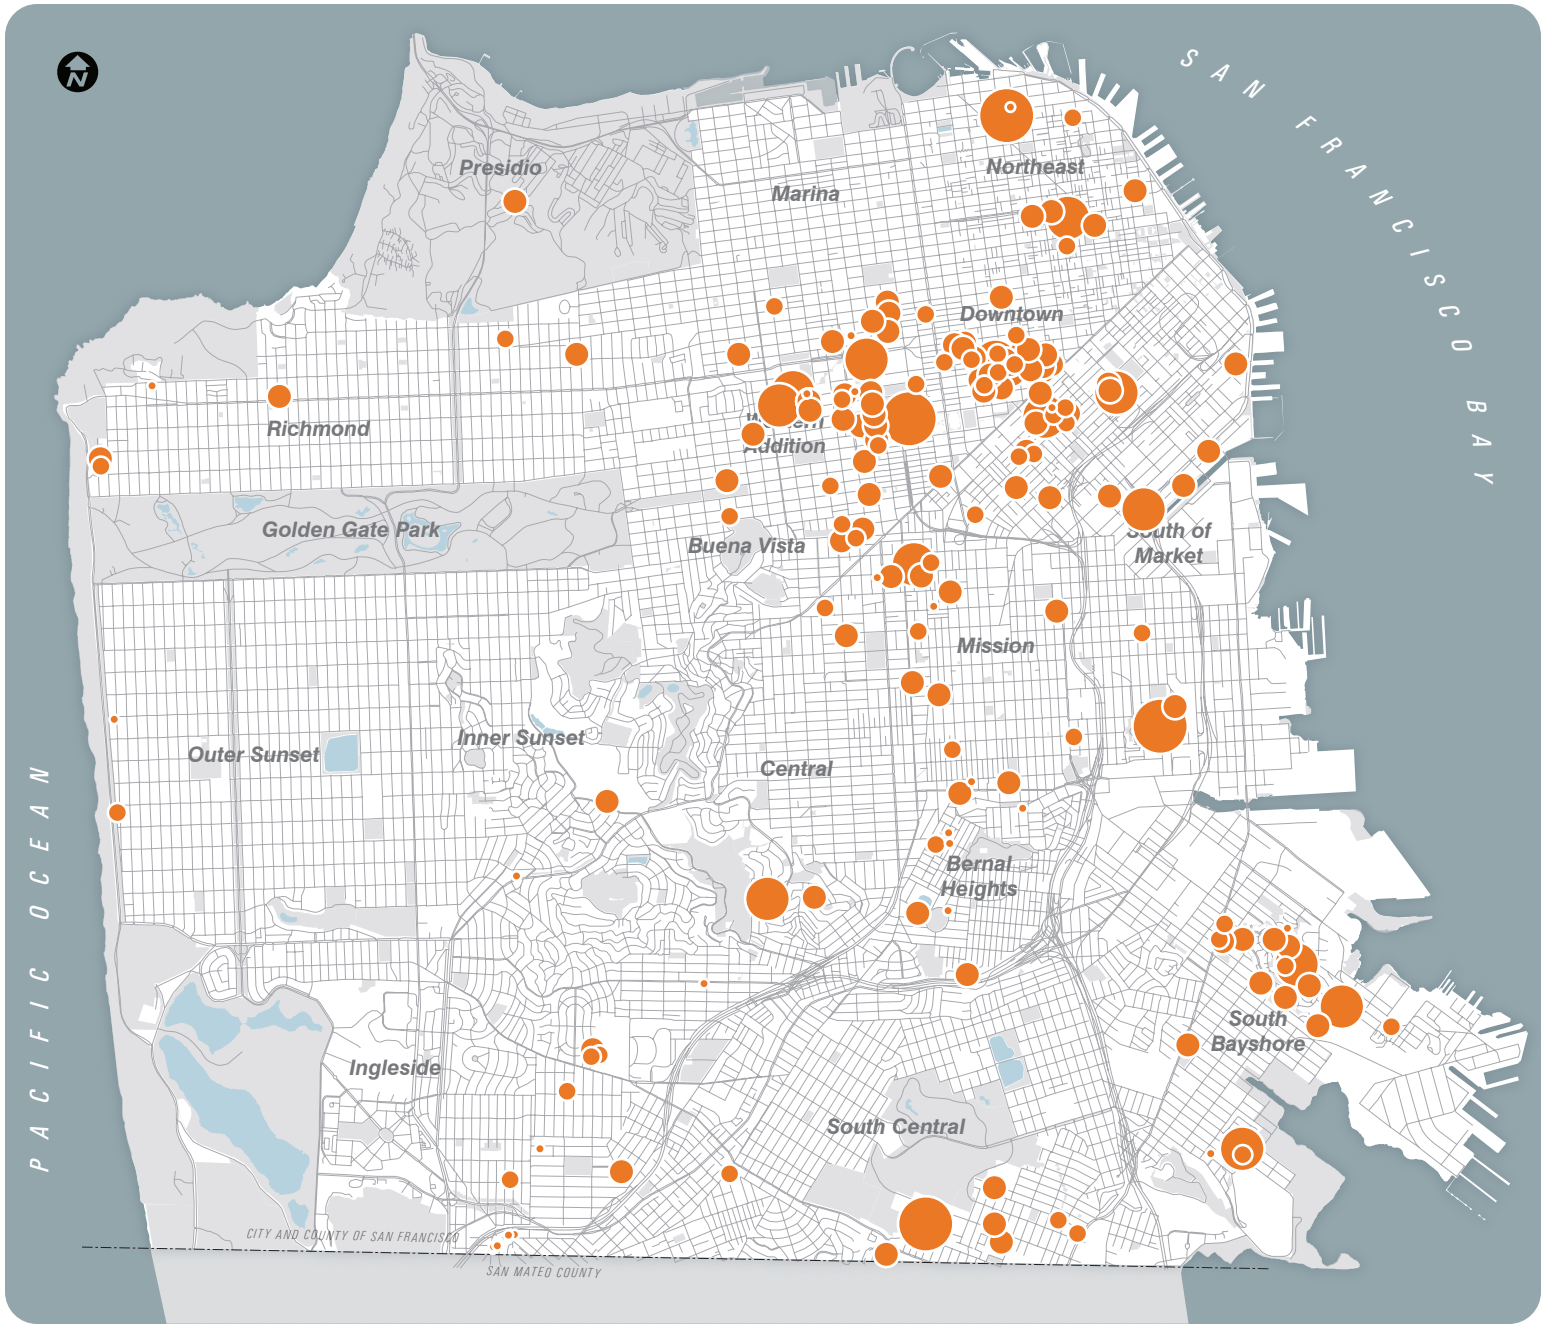 N
SAN FRANCISCO BAY
Presidio
Northeast
Marina
Downtown
Richmond
Addition
Golden Gate Park
Buena Vista
South of
Market
Mission
Outer Sunset
Inner Sunset
Central
Bernal
Heights
PACIFIC OCEAN
South
Bayshore
Ingleside
South Central
CITY AND COUNTY OF SAN FRANCISCO
SAN MATEO COUNTY